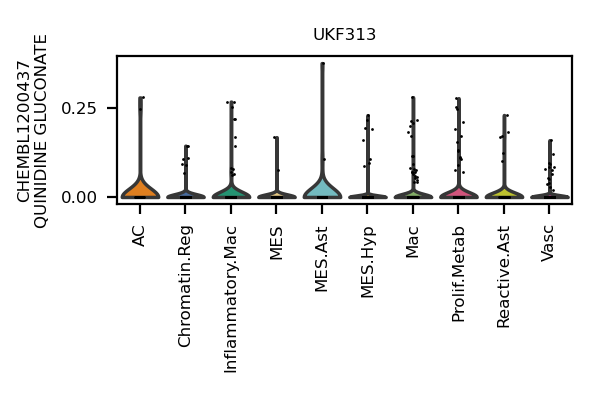 UKF313
CHEMBL1200437
QUINIDINE GLUCONATE
0.25
0.00
AC
Chromatin.Reg
Inflammatory.Mac
MES
MES.Ast
MES.Hyp
Mac
Prolif.Metab
Reactive.Ast
Vasc